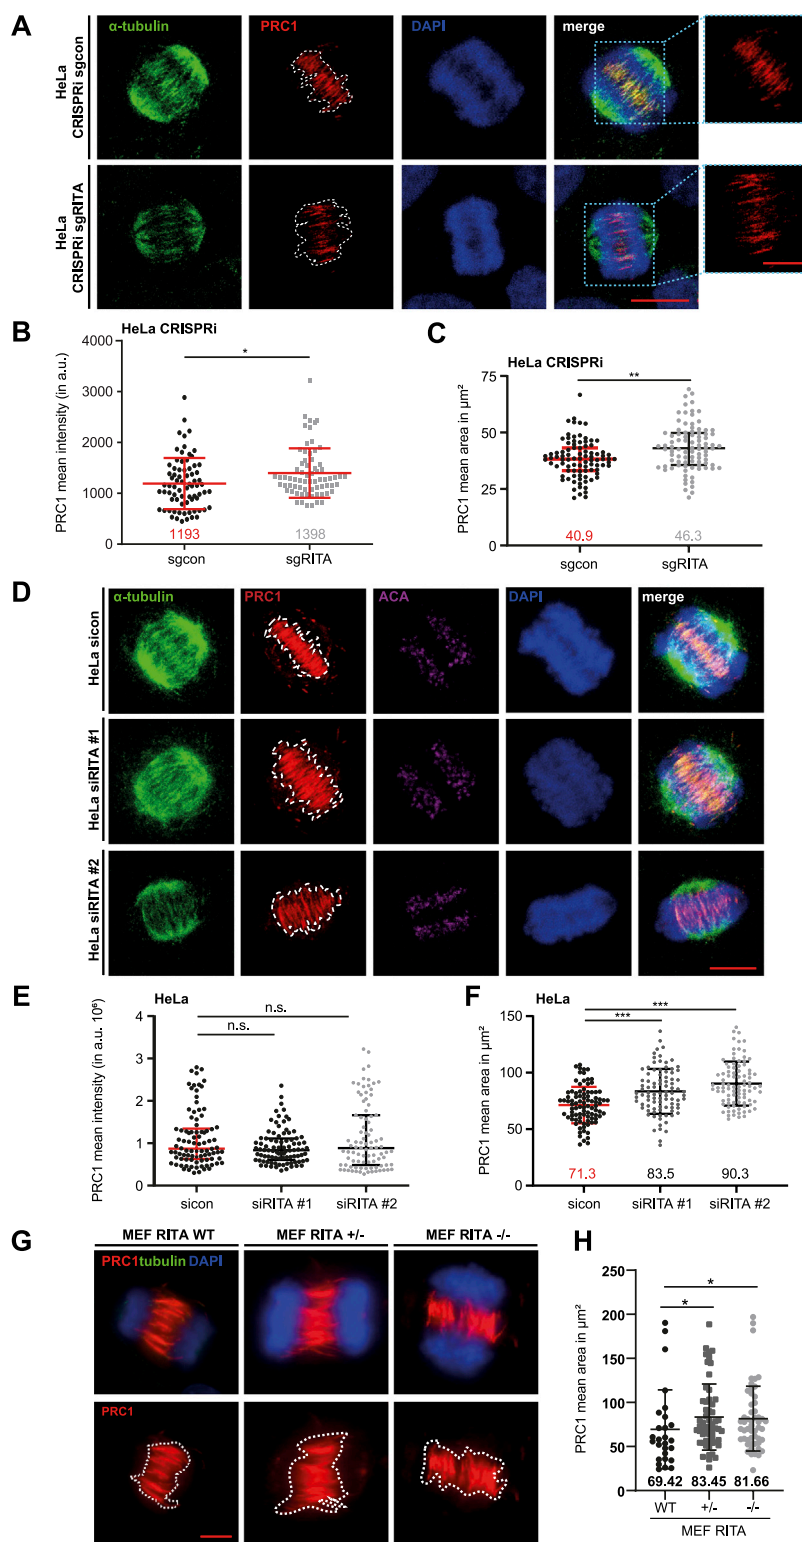 A
α-tubulin PRC1 DAPI merge
HeLa
CRISPRi sgcon
HeLa
CRISPRi sgRITA
B
HeLa CRISPRi
PRC1 mean intensity (in a.u.)
4000
3000
2000
1000
0
*
1193 1398
sgcon sgRITA
C
HeLa CRISPRi
PRC1 mean area in µm²
75
50
25
0
**
40.9 46.3
sgcon sgRITA
D
α-tubulin PRC1 ACA DAPI merge
HeLa sicon
HeLa siRITA #1
HeLa siRITA #2
E
HeLa
PRC1 mean intensity (in a.u. 10⁶)
4
3
2
1
0
n.s.
n.s.
sicon siRITA #1 siRITA #2
F
HeLa
PRC1 mean area in µm²
150
100
50
0
***
***
71.3 83.5 90.3
sicon siRITA #1 siRITA #2
G
MEF RITA WT MEF RITA +/- MEF RITA -/-
PRC1tubulin DAPI
PRC1
H
PRC1 mean area in µm²
250
200
150
100
50
0
*
*
69.42 83.45 81.66
WT +/- -/-
MEF RITA